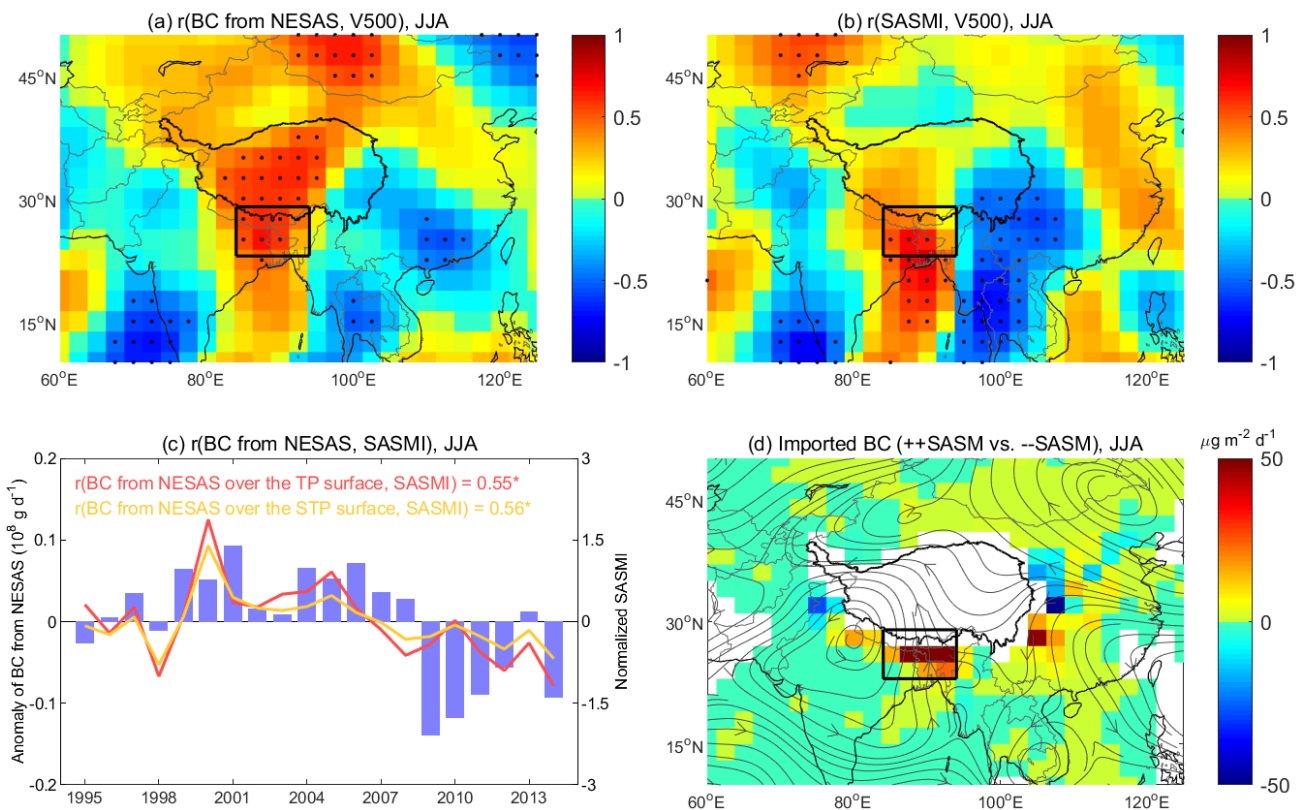 (a) r(BC from NESAS, V500), JJA
45°N
30°N
15°N
60°E
80°E
100°E
120°E
1
0.5
0
-0.5
-1
(b) r(SASMI, V500), JJA
45°N
30°N
15°N
60°E
80°E
100°E
120°E
1
0.5
0
-0.5
-1
(c) r(BC from NESAS, SASMI), JJA
Anomaly of BC from NESAS (10⁸ g d⁻¹)
0.2
0.1
0
-0.1
-0.2
r(BC from NESAS over the TP surface, SASMI) = 0.55*
r(BC from NESAS over the STP surface, SASMI) = 0.56*
1995
1998
2001
2004
2007
2010
2013
3
1.5
0
-1.5
-3
Normalized SASMI
(d) Imported BC (++SASM vs. --SASM), JJA
45°N
30°N
15°N
60°E
80°E
100°E
120°E
μg m⁻² d⁻¹
50
0
-50